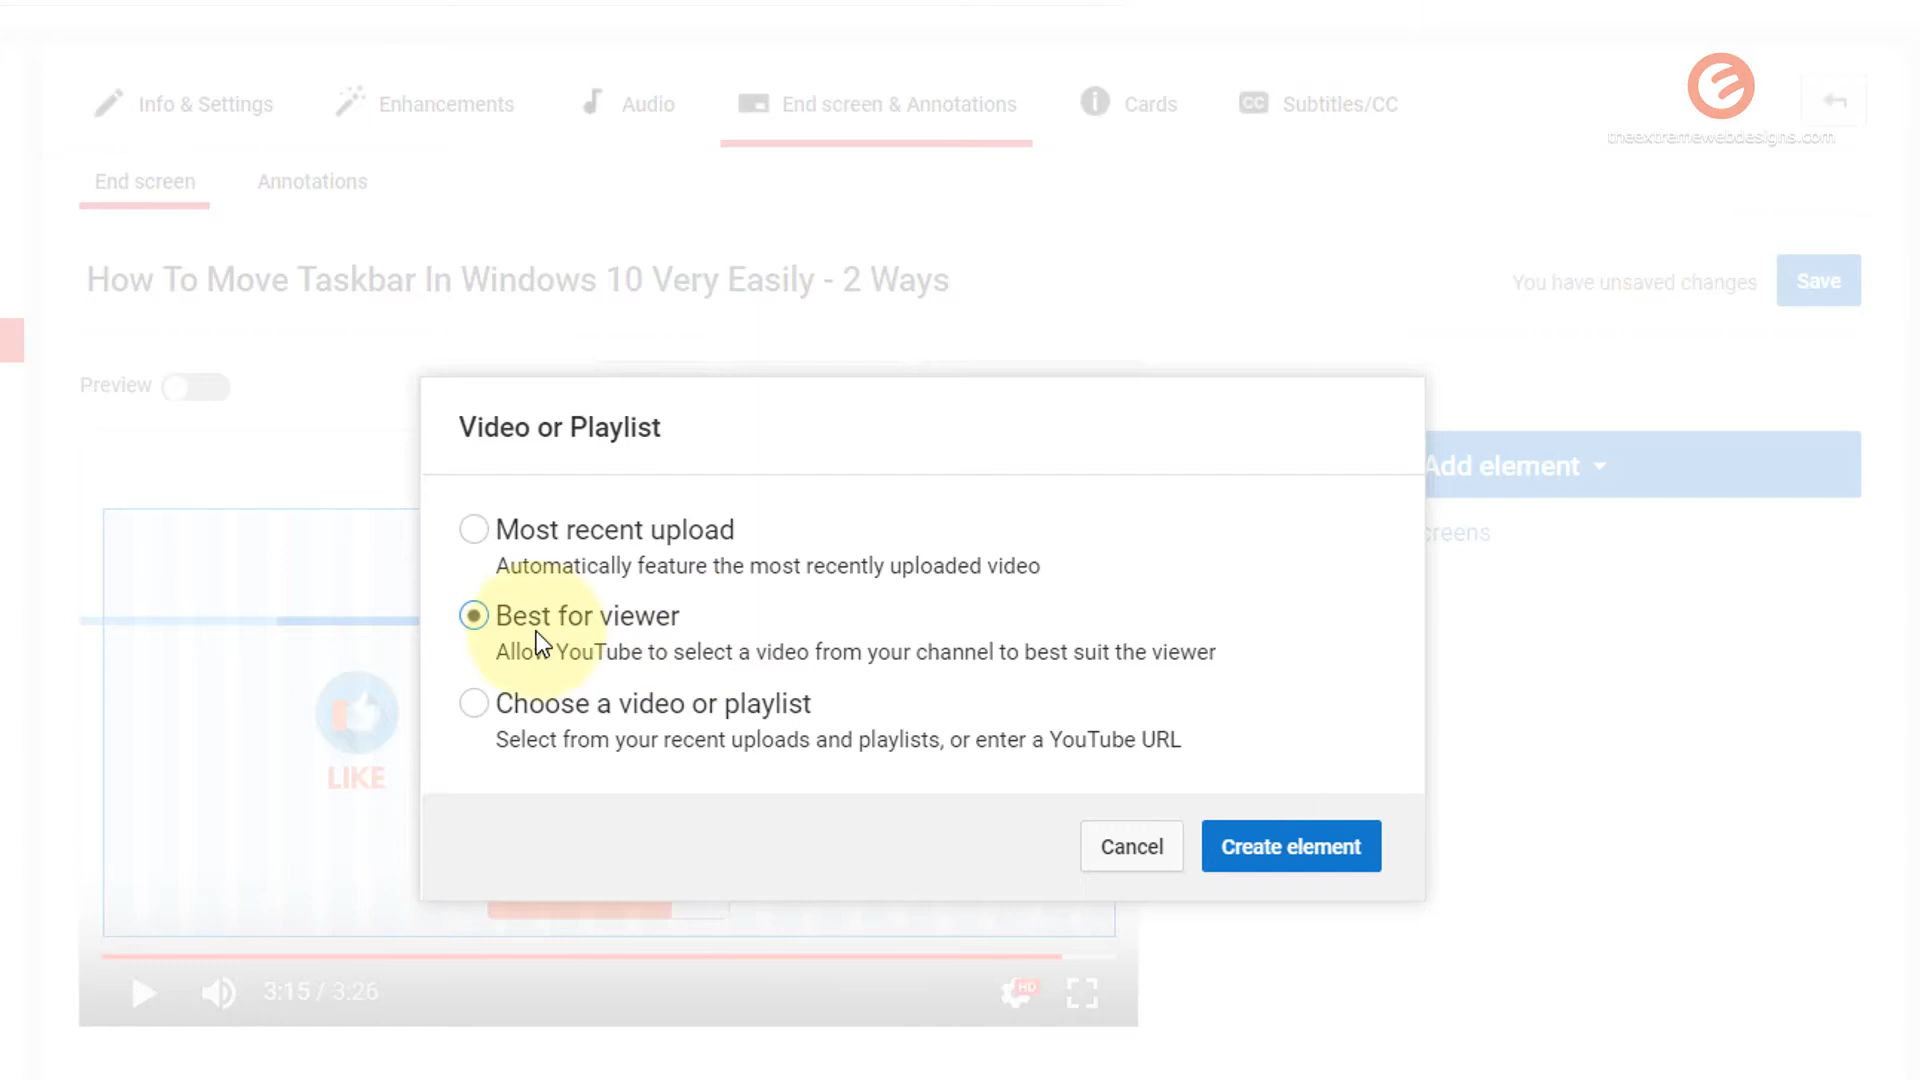 Info & Settings
Enhancements
Audio
End screen & Annotations
Cards
CC
Subtitles/CC
theextremewebdesigns.com
End screen
Annotations
How To Move Taskbar In Windows 10 Very Easily - 2 Ways
You have unsaved changes
Save
Preview
Video or Playlist
Add element
creens
Most recent upload
Automatically feature the most recently uploaded video
Best for viewer
Allow YouTube to select a video from your channel to best suit the viewer
Choose a video or playlist
Select from your recent uploads and playlists, or enter a YouTube URL
LIKE
Cancel
Create element
3:15 / 3:26
HD